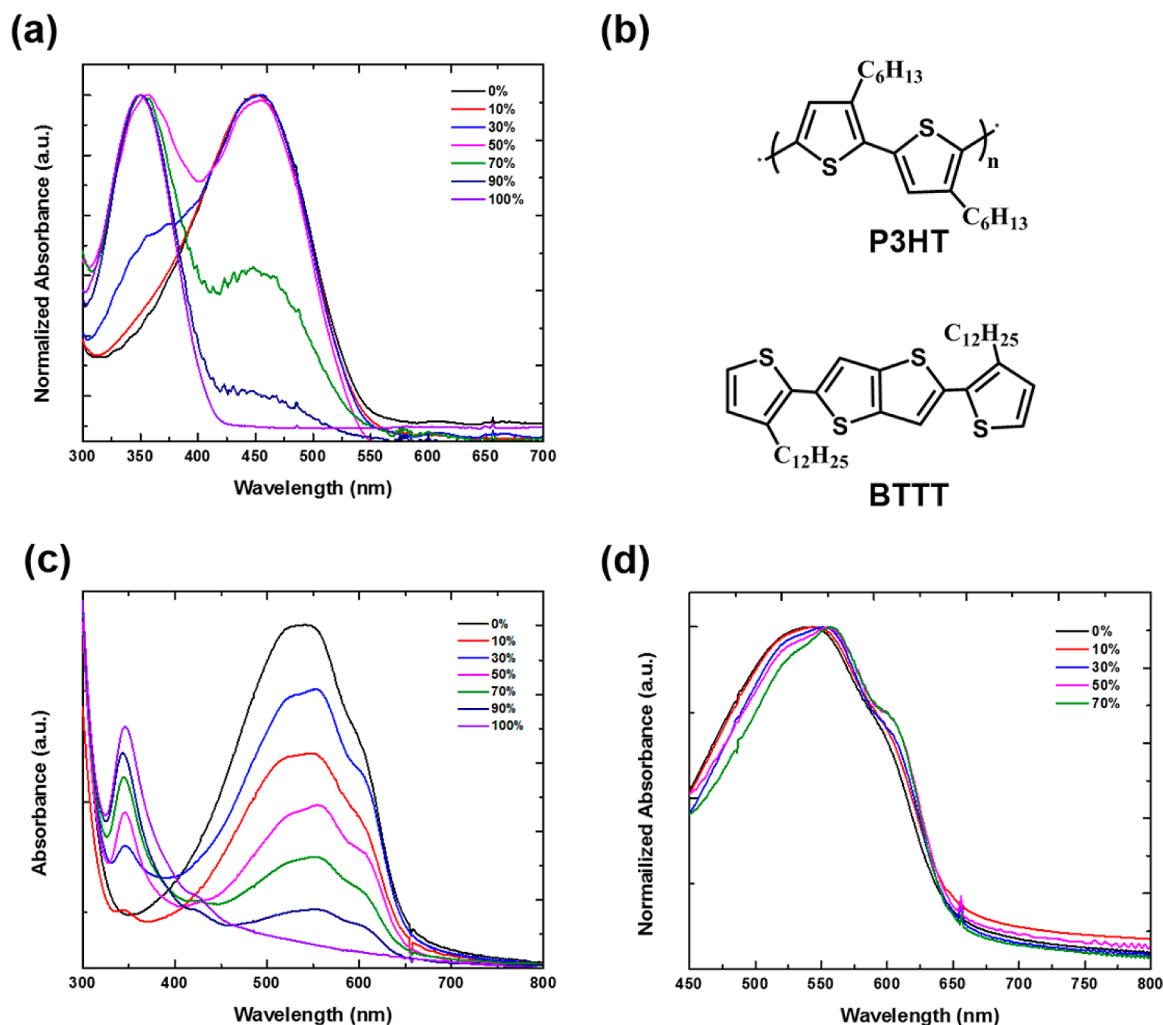 (a)
Normalized Absorbance (a.u.)
0%
10%
30%
50%
70%
90%
100%
300 350 400 450 500 550 600 650 700
Wavelength (nm)
(b)
C6H13
S
* ( ) * n
S
C6H13
P3HT
C12H25
S
S
S
S
C12H25
BTTT
(c)
Absorbance (a.u.)
0%
10%
30%
50%
70%
90%
100%
300 400 500 600 700 800
Wavelength (nm)
(d)
Normalized Absorbance (a.u.)
0%
10%
30%
50%
70%
450 500 550 600 650 700 750 800
Wavelength (nm)